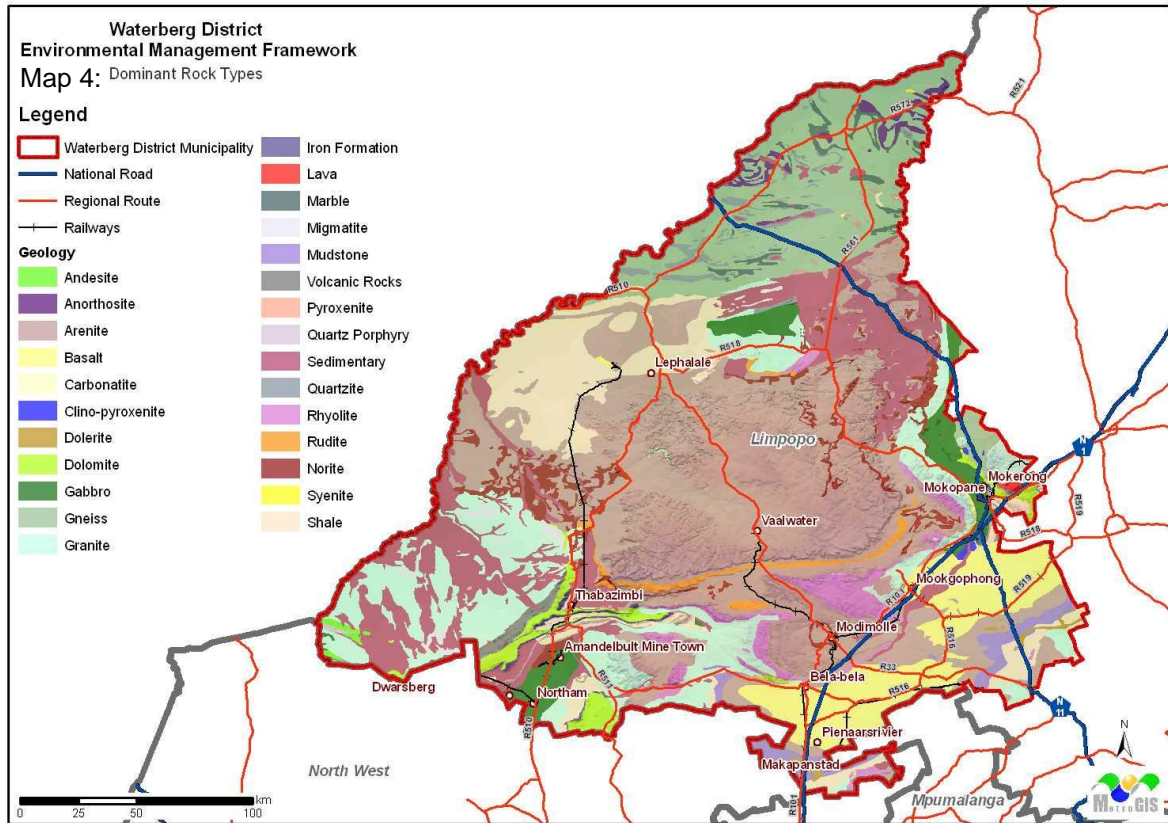 Waterberg District
Environmental Management Framework
Map 4: Dominant Rock Types
Legend
Waterberg District Municipality
National Road
Regional Route
Railways
Geology
Andesite
Anorthosite
Arenite
Basalt
Carbonatite
Clino-pyroxenite
Dolerite
Dolomite
Gabbro
Gneiss
Granite
Iron Formation
Lava
Marble
Migmatite
Mudstone
Volcanic Rocks
Pyroxenite
Quartz Porphyry
Sedimentary
Quartzite
Rhyolite
Rudite
Norite
Syenite
Shale
R521
R572
R561
R510
R518
Lephalale
Limpopo
N
1
Mokerong
Mokopane
R519
R518
Vaalwater
Mookgophong
R519
R101
Thabazimbi
Modimolle
R516
Amandelbult Mine Town
R33
Bela-bela
R516
Dwarsberg
Northam
R511
N
11
R510
Pienaarsrivier
Makapanstad
North West
R101
Mpumalanga
N
MetroGIS
km
0 25 50 100